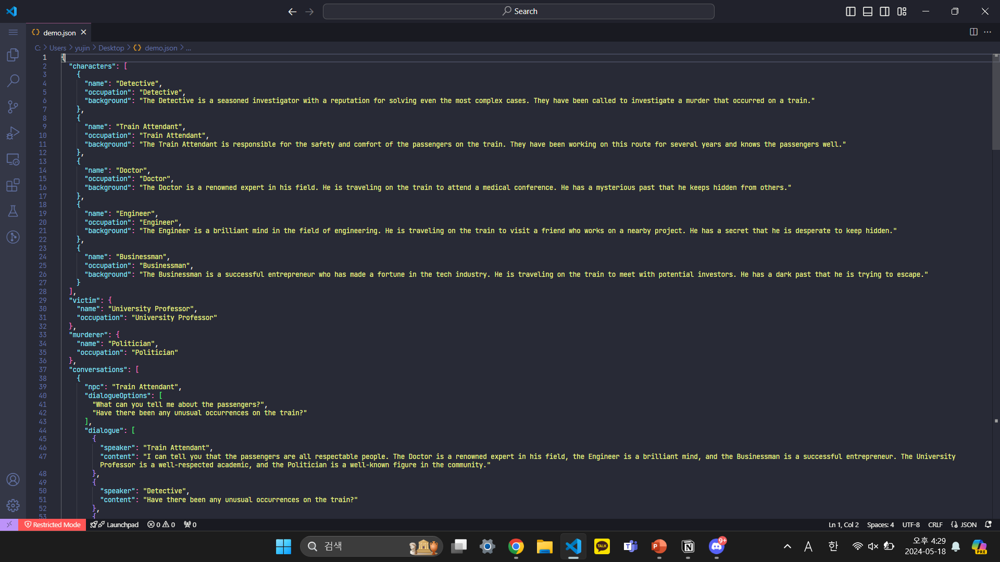 Search
demo.json
C: > Users > yujin > Desktop > {} demo.json > ...
1 {
2 "characters": [
3 {
4 "name": "Detective",
5 "occupation": "Detective",
6 "background": "The Detective is a seasoned investigator with a reputation for solving even the most complex cases. They have been called to investigate a murder that occurred on a train."
7 },
8 {
9 "name": "Train Attendant",
10 "occupation": "Train Attendant",
11 "background": "The Train Attendant is responsible for the safety and comfort of the passengers on the train. They have been working on this route for several years and knows the passengers well."
12 },
13 {
14 "name": "Doctor",
15 "occupation": "Doctor",
16 "background": "The Doctor is a renowned expert in his field. He is traveling on the train to attend a medical conference. He has a mysterious past that he keeps hidden from others."
17 },
18 {
19 "name": "Engineer",
20 "occupation": "Engineer",
21 "background": "The Engineer is a brilliant mind in the field of engineering. He is traveling on the train to visit a friend who works on a nearby project. He has a secret that he is desperate to keep hidden."
22 },
23 {
24 "name": "Businessman",
25 "occupation": "Businessman",
26 "background": "The Businessman is a successful entrepreneur who has made a fortune in the tech industry. He is traveling on the train to meet with potential investors. He has a dark past that he is trying to escape."
27 }
28 ],
29 "victim": {
30 "name": "University Professor",
31 "occupation": "University Professor"
32 },
33 "murderer": {
34 "name": "Politician",
35 "occupation": "Politician"
36 },
37 "conversations": [
38 {
39 "npc": "Train Attendant",
40 "dialogueOptions": [
41 "What can you tell me about the passengers?",
42 "Have there been any unusual occurrences on the train?"
43 ],
44 "dialogue": [
45 {
46 "speaker": "Train Attendant",
47 "content": "I can tell you that the passengers are all respectable people. The Doctor is a renowned expert in his field, the Engineer is a brilliant mind, and the Businessman is a successful entrepreneur. The University
Professor is a well-respected academic, and the Politician is a well-known figure in the community."
48 },
49 {
50 "speaker": "Detective",
51 "content": "Have there been any unusual occurrences on the train?"
52 },
53 {
Restricted Mode Launchpad 0 0 0 Ln 1, Col 2 Spaces: 4 UTF-8 CRLF {} JSON
검색 TALK P N 9+ A 한 오후 4:29 PRE
2024-05-18